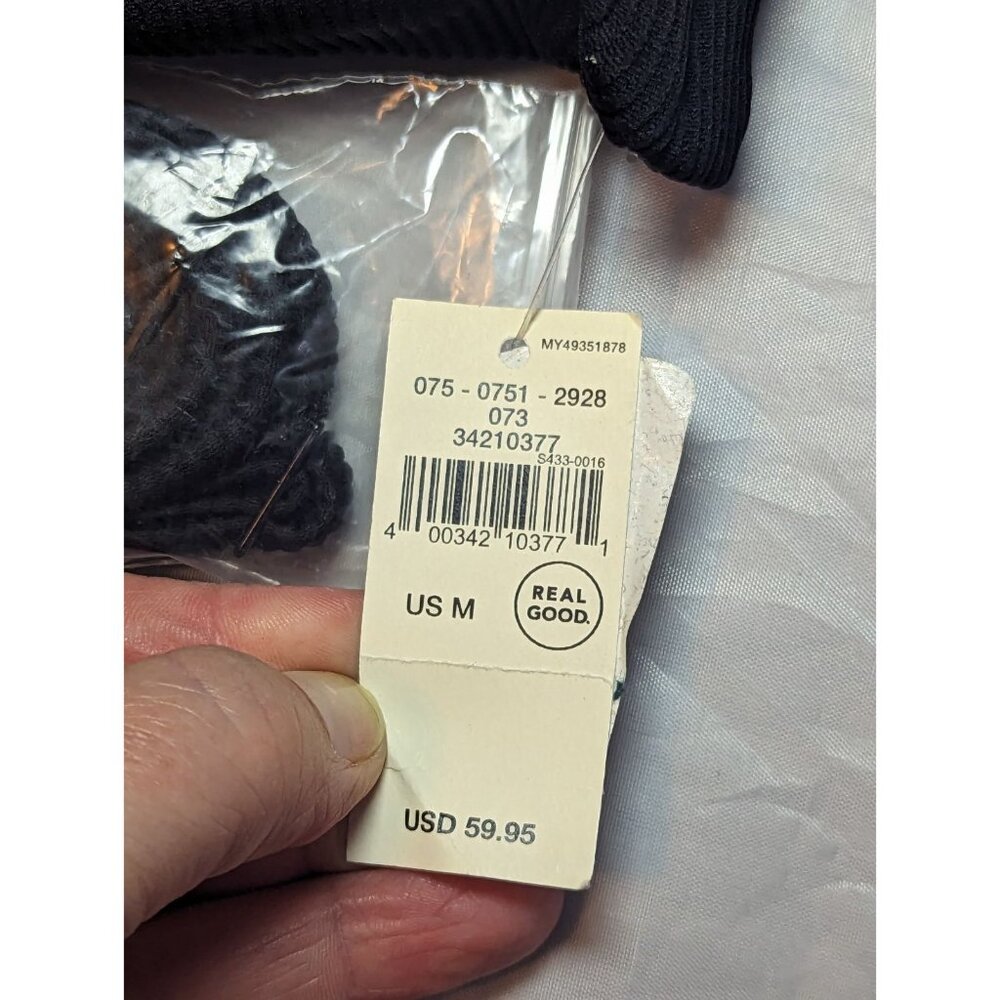 MY49351878
075 - 0751 - 2928
073
34210377
S433-0016
4 00342 10377 1
US M
REAL
GOOD.
USD 59.95